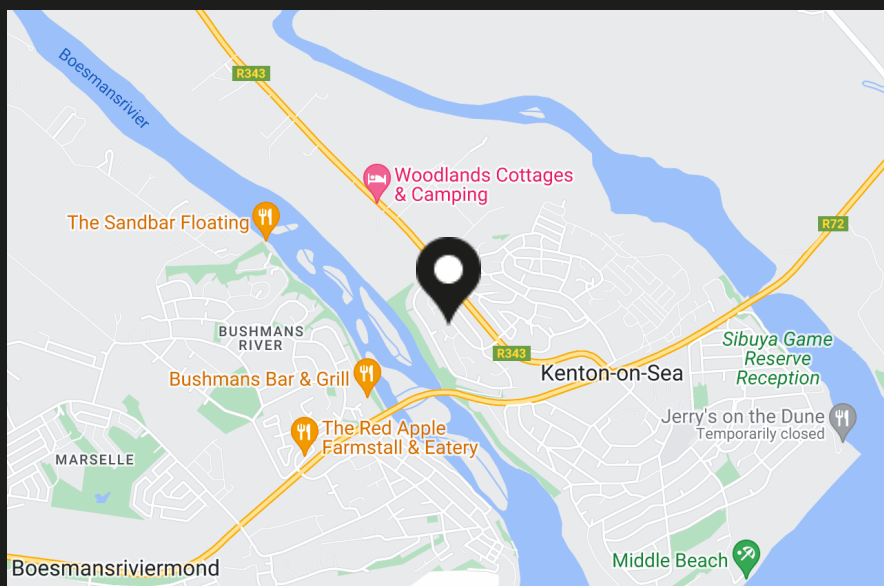 Boesmansrivier
R343
Woodlands Cottages
& Camping
The Sandbar Floating
R72
BUSHMANS
RIVER
R343
Sibuya Game
Reserve
Reception
Bushmans Bar & Grill
Kenton-on-Sea
Jerry's on the Dune
Temporarily closed
The Red Apple
Farmstall & Eatery
MARSELLE
Middle Beach
Boesmansriviermond